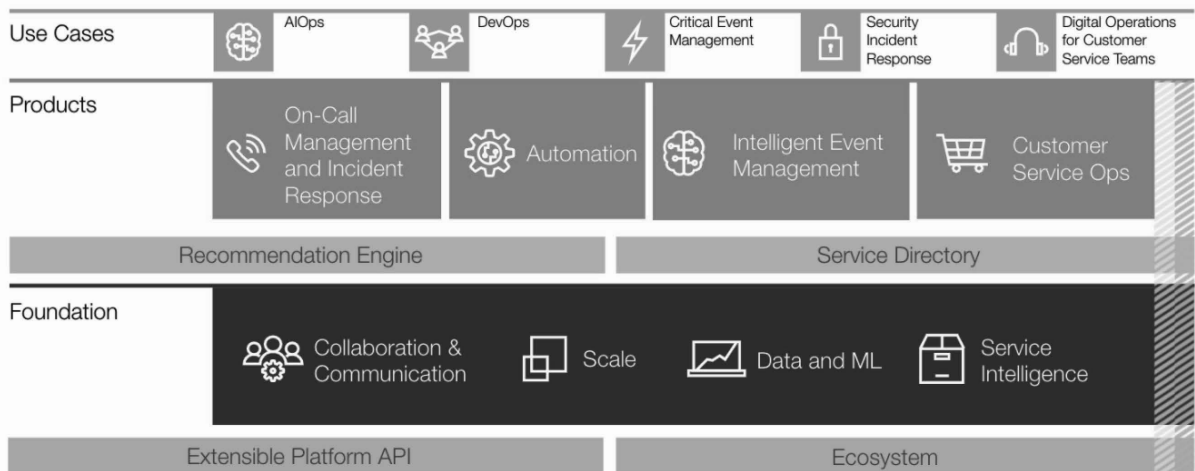 Use Cases
AIOps
DevOps
Critical Event
Management
Security
Incident
Response
Digital Operations
for Customer
Service Teams
Products
On-Call
Management
and Incident
Response
Automation
Intelligent Event
Management
Customer
Service Ops
Recommendation Engine
Service Directory
Foundation
Collaboration &
Communication
Scale
Data and ML
Service
Intelligence
Extensible Platform API
Ecosystem